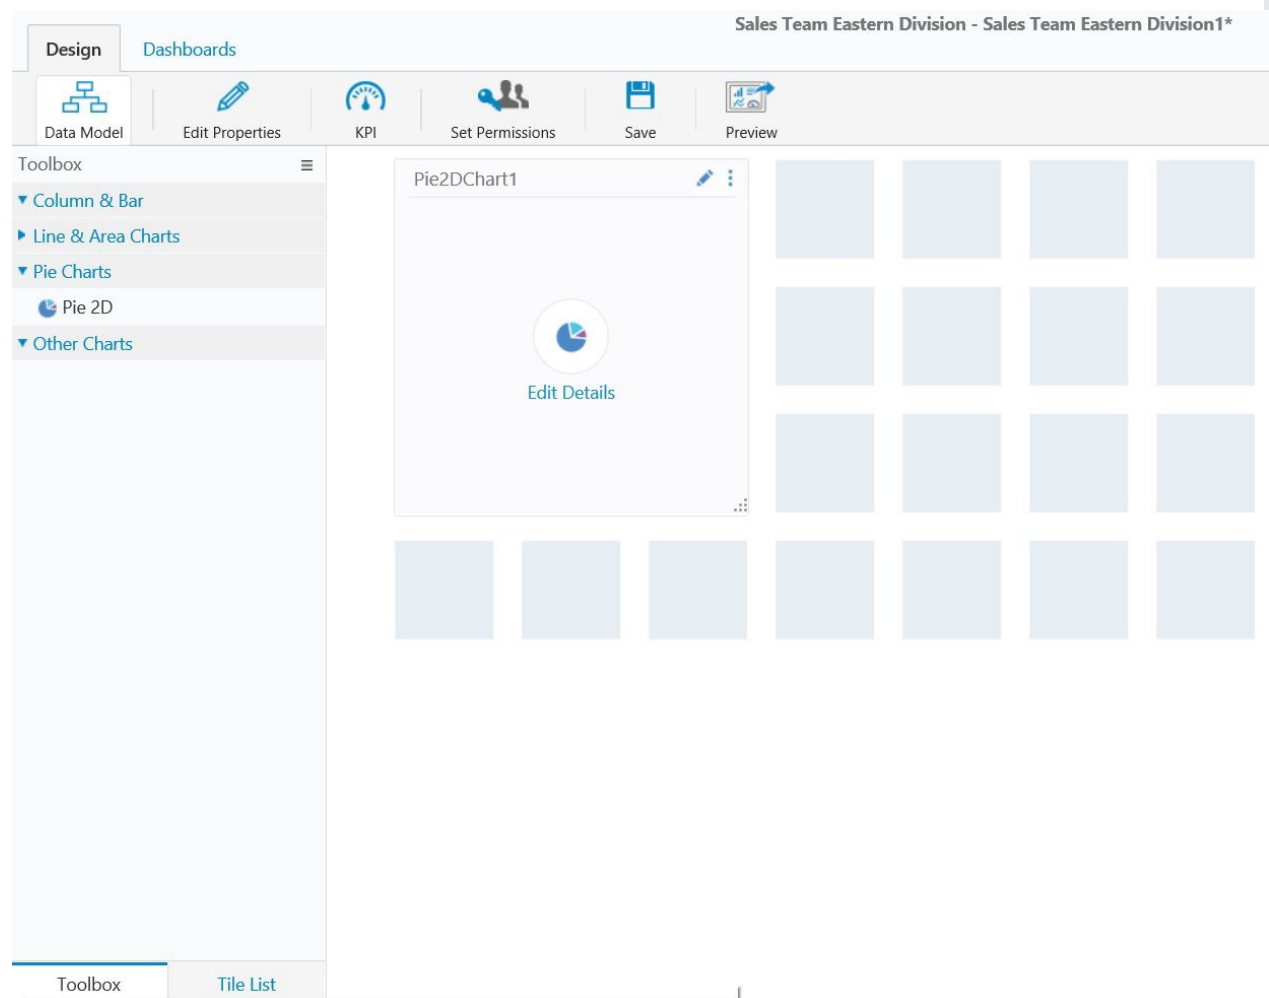 Sales Team Eastern Division - Sales Team Eastern Division1*
Design Dashboards
Data Model Edit Properties KPI Set Permissions Save Preview
Toolbox
Column & Bar
Line & Area Charts
Pie Charts
Pie 2D
Other Charts
Pie2DChart1
Edit Details
Toolbox Tile List